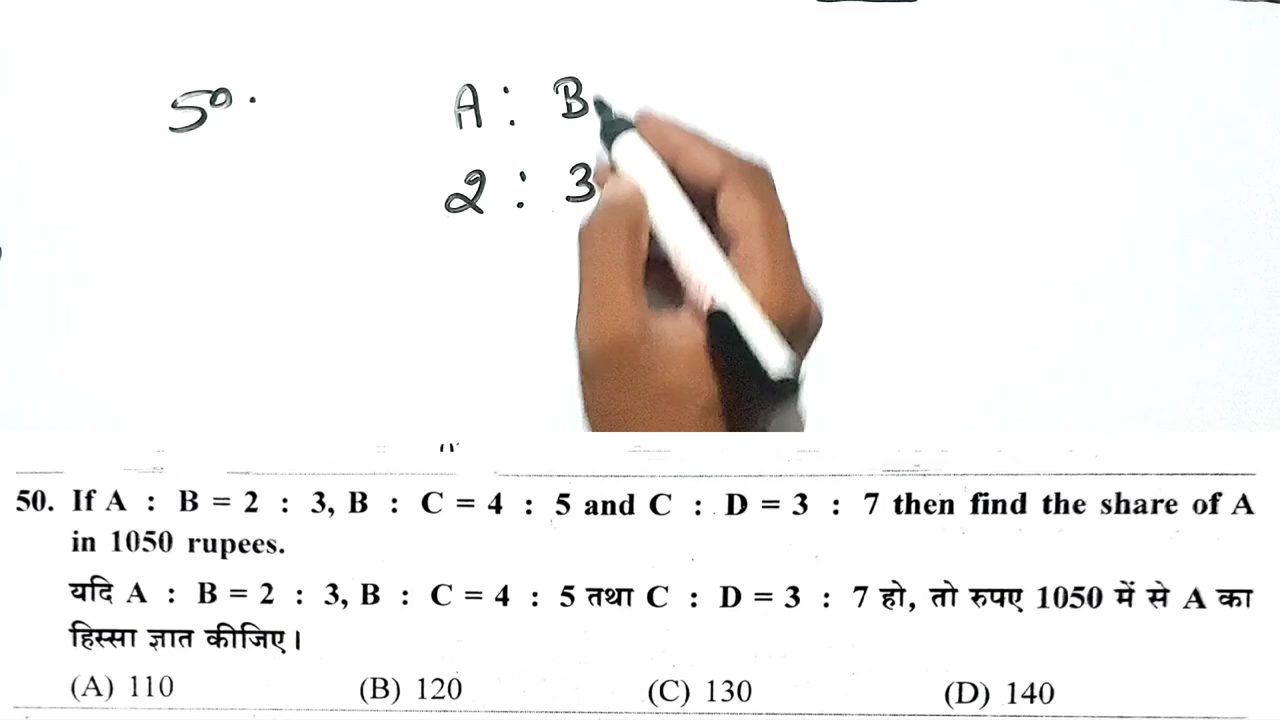 50. A : B
2 : 3
50. If A : B = 2 : 3, B : C = 4 : 5 and C : D = 3 : 7 then find the share of A
in 1050 rupees.
यदि A : B = 2 : 3, B : C = 4 : 5 तथा C : D = 3 : 7 हो, तो रुपए 1050 में से A का
हिस्सा ज्ञात कीजिए।
(A) 110 (B) 120 (C) 130 (D) 140